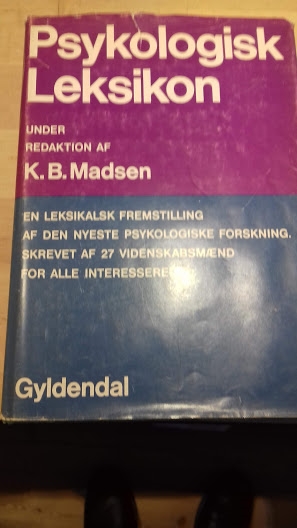 Psykologisk
Leksikon
UNDER
REDAKTION AF
K. B. Madsen
EN LEKSIKALSK FREMSTILLING
AF DEN NYESTE PSYKOLOGISKE FORSKNING.
SKREVET AF 27 VIDENSKABSMÆND
FOR ALLE
Gyldendal